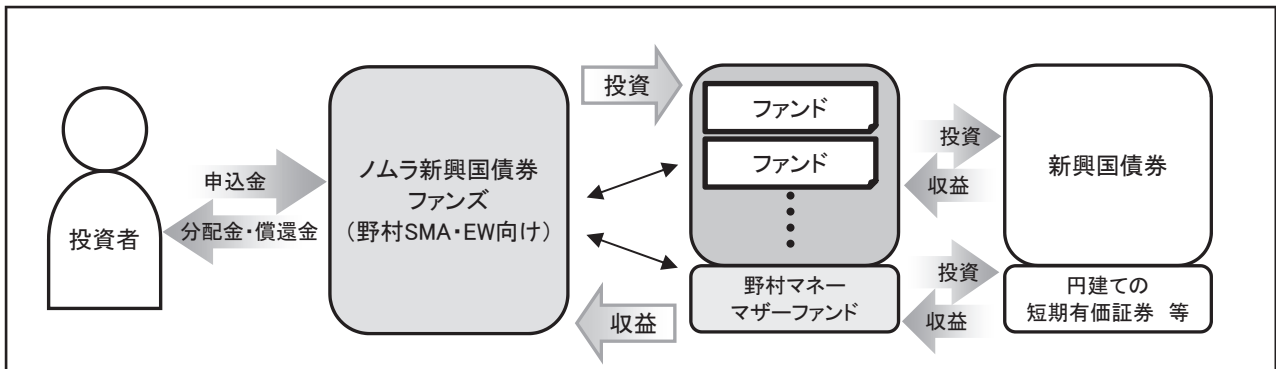 投資者
申込金
分配金・償還金
ノムラ新興国債券
ファンズ
（野村SMA・EW向け）
投資
収益
ファンド
ファンド
野村マネー
マザーファンド
投資
収益
投資
収益
新興国債券
円建ての
短期有価証券 等